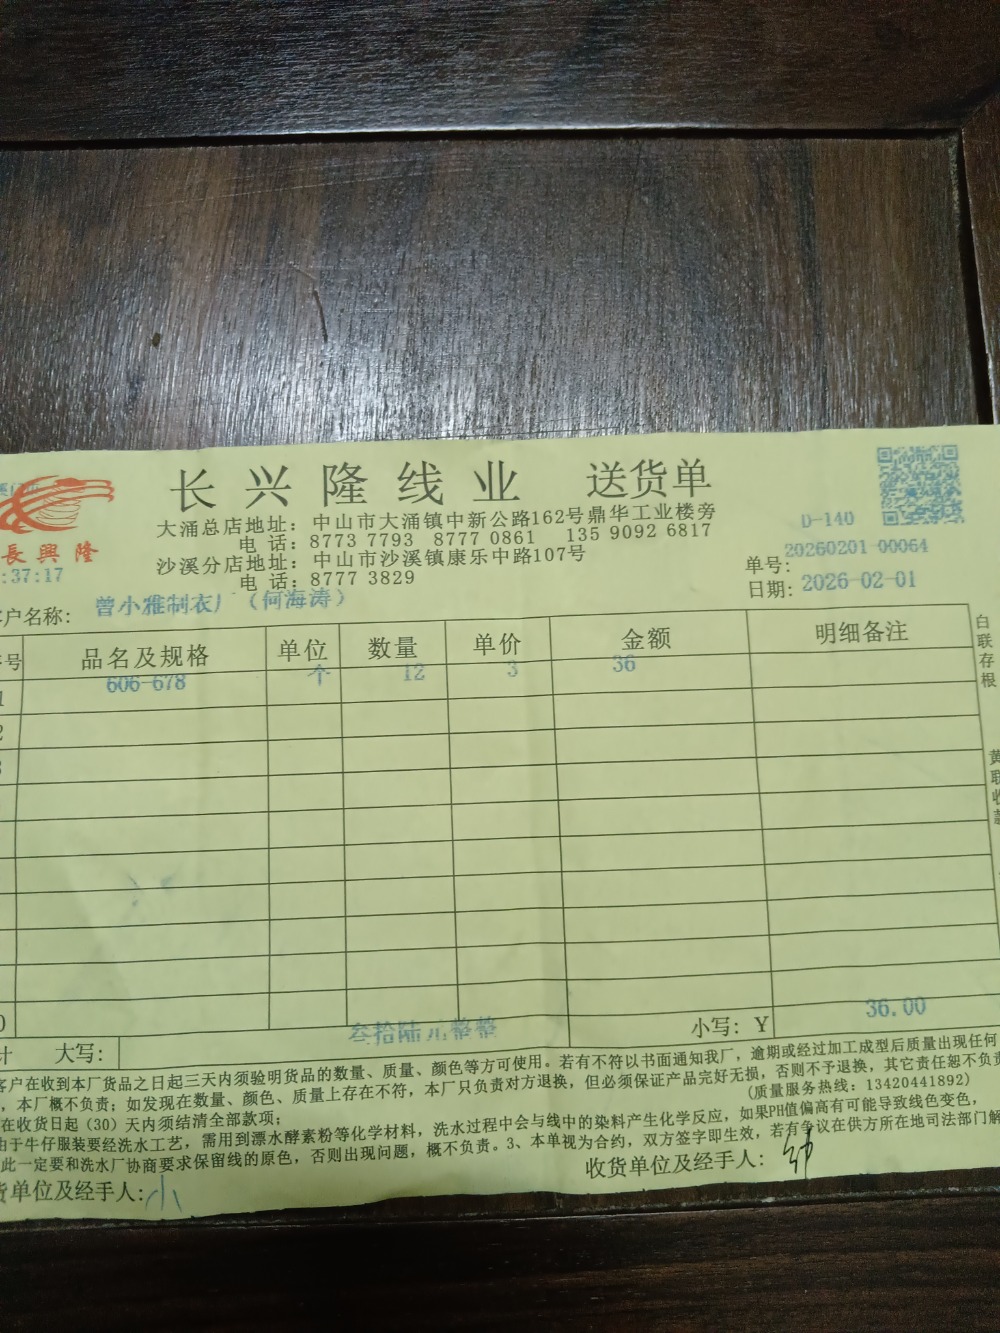 长兴隆线业 送货单
大涌总店地址：中山市大涌镇中新公路162号鼎华工业楼旁
电 话：8773 7793 8777 0861 135 9092 6817
沙溪分店地址：中山市沙溪镇康乐中路107号
电 话：8777 3829
長興隆
:37:17
D-140
单号：20260201-00064
日期：2026-02-01
户名称：曾小雅制衣厂（何海涛）
号 品名及规格 单位 数量 单价 金额 明细备注
1 606-678 个 12 3 36
2
3
0
计 大写：叁拾陆元整整 小写：Y 36.00
客户在收到本厂货品之日起三天内须验明货品的数量、质量、颜色等方可使用。若有不符以书面通知我厂，逾期或经过加工成型后质量出现任何
，本厂概不负责；如发现在数量、颜色、质量上存在不符，本厂只负责对方退换，但必须保证产品完好无损，否则不予退换，其它责任恕不负责
在收货日起（30）天内须结清全部款项；
(质量服务热线：13420441892)
由于牛仔服装要经洗水工艺，需用到漂水酵素粉等化学材料，洗水过程中会与线中的染料产生化学反应，如果PH值偏高有可能导致线色变色，
此一定要和洗水厂协商要求保留线的原色，否则出现问题，概不负责。3、本单视为合约，双方签字即生效，若有争议在供方所在地司法部门解
货单位及经手人：小
收货单位及经手人：
白联存根
黄联收款